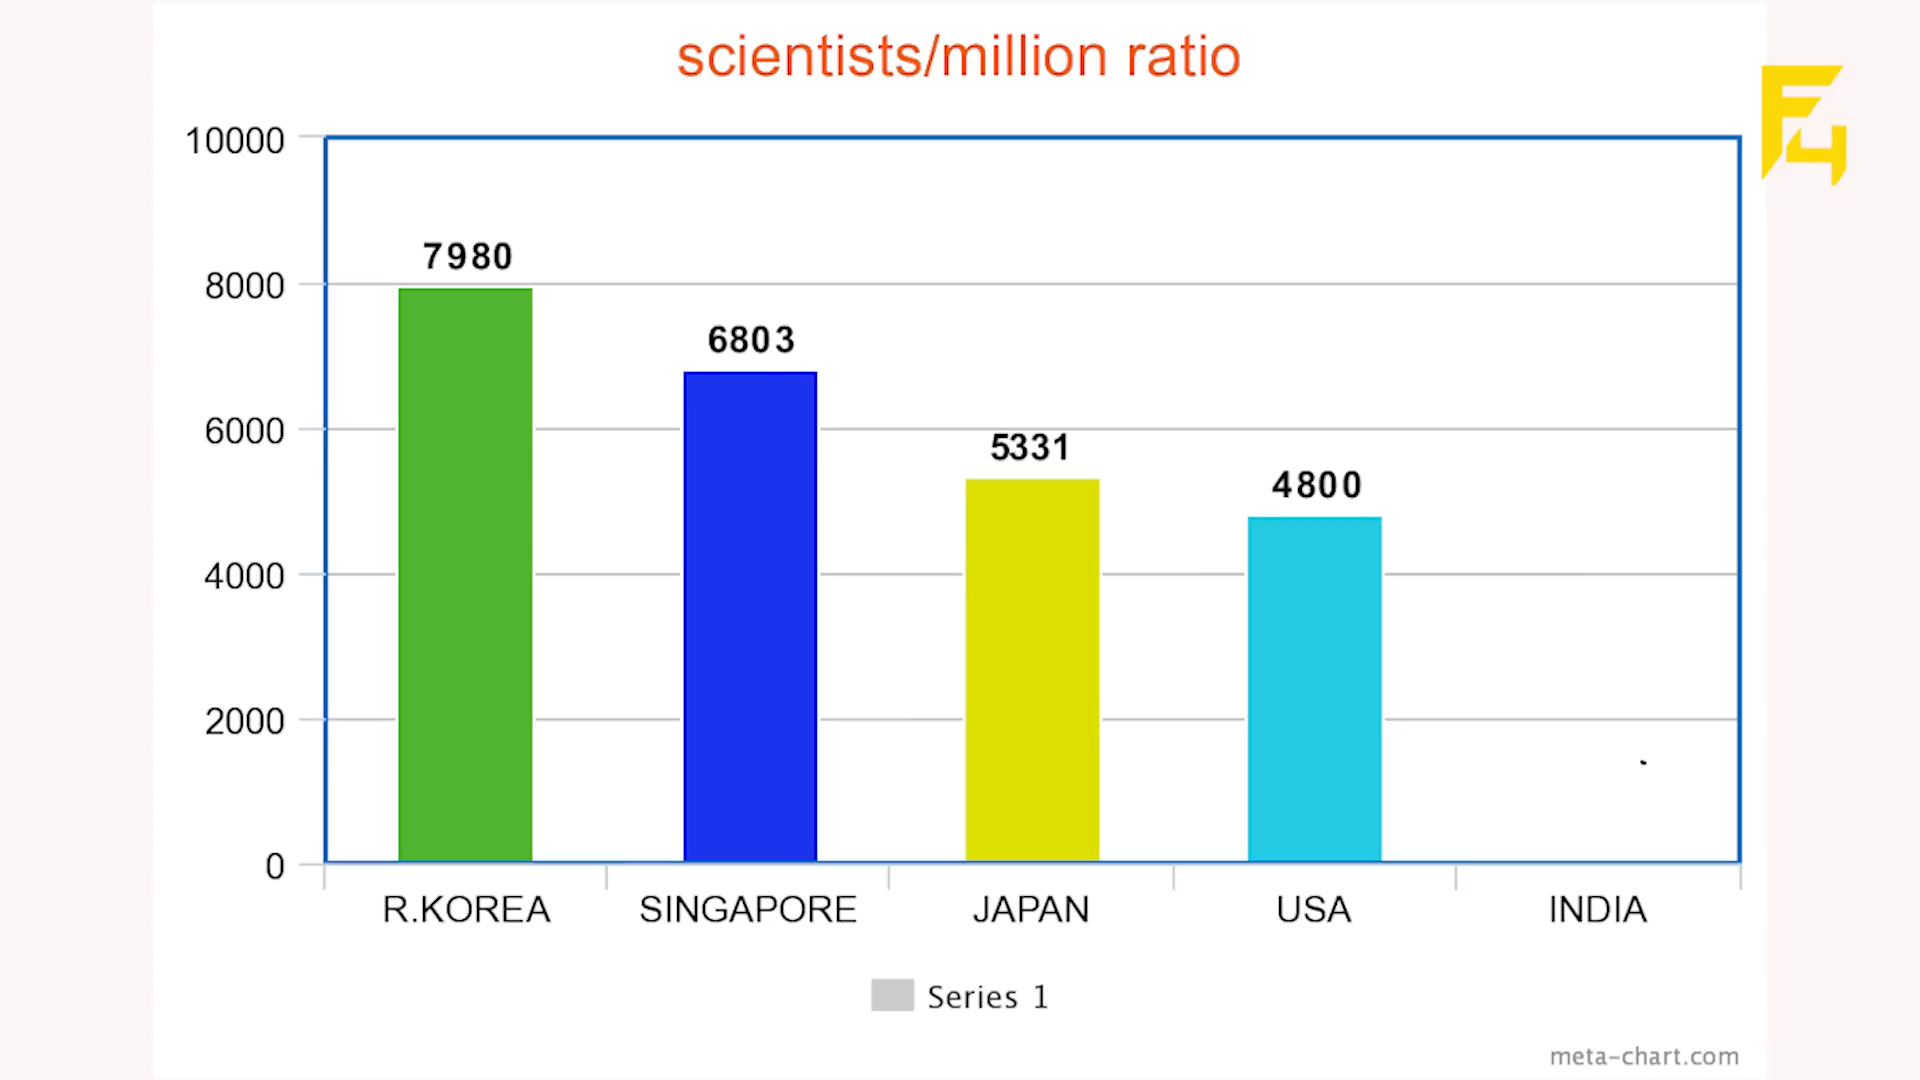 scientists/million ratio
F4
10000
7980
8000
6803
6000
5331
4800
4000
2000
0
R.KOREA SINGAPORE JAPAN USA INDIA
Series 1
meta-chart.com